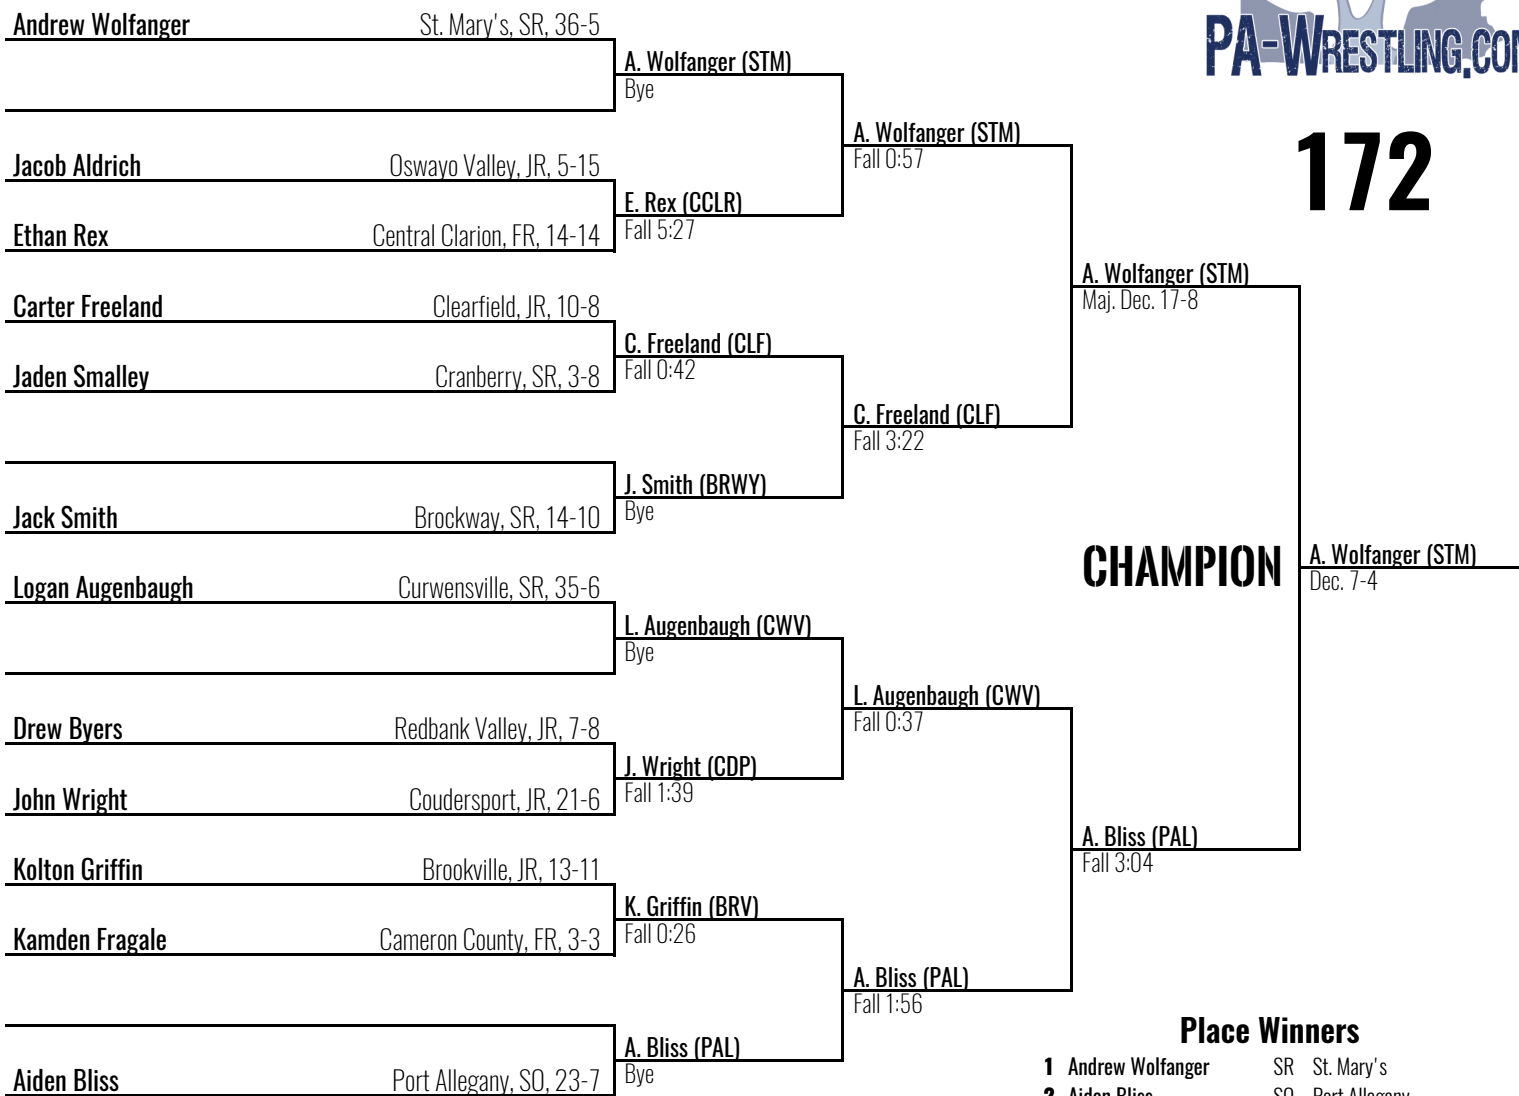 Andrew Wolfanger St. Mary's, SR, 36-5
A. Wolfanger (STM)
Bye
PA-WRESTLING.CO
172
Jacob Aldrich Oswayo Valley, JR, 5-15
Ethan Rex Central Clarion, FR, 14-14
E. Rex (CCLR)
Fall 5:27
A. Wolfanger (STM)
Fall 0:57
Carter Freeland Clearfield, JR, 10-8
Jaden Smalley Cranberry, SR, 3-8
C. Freeland (CLF)
Fall 0:42
A. Wolfanger (STM)
Maj. Dec. 17-8
C. Freeland (CLF)
Fall 3:22
Jack Smith Brockway, SR, 14-10
J. Smith (BRWY)
Bye
CHAMPION
A. Wolfanger (STM)
Dec. 7-4
Logan Augenbaugh Curwensville, SR, 35-6
L. Augenbaugh (CWV)
Bye
Drew Byers Redbank Valley, JR, 7-8
John Wright Coudersport, JR, 21-6
J. Wright (CDP)
Fall 1:39
L. Augenbaugh (CWV)
Fall 0:37
Kolton Griffin Brookville, JR, 13-11
Kamden Fragale Cameron County, FR, 3-3
K. Griffin (BRV)
Fall 0:26
A. Bliss (PAL)
Fall 3:04
A. Bliss (PAL)
Fall 1:56
Aiden Bliss Port Allegany, SO, 23-7
A. Bliss (PAL)
Bye
Place Winners
1 Andrew Wolfanger SR St. Mary's
2 Aiden Bliss SO Port Allegany